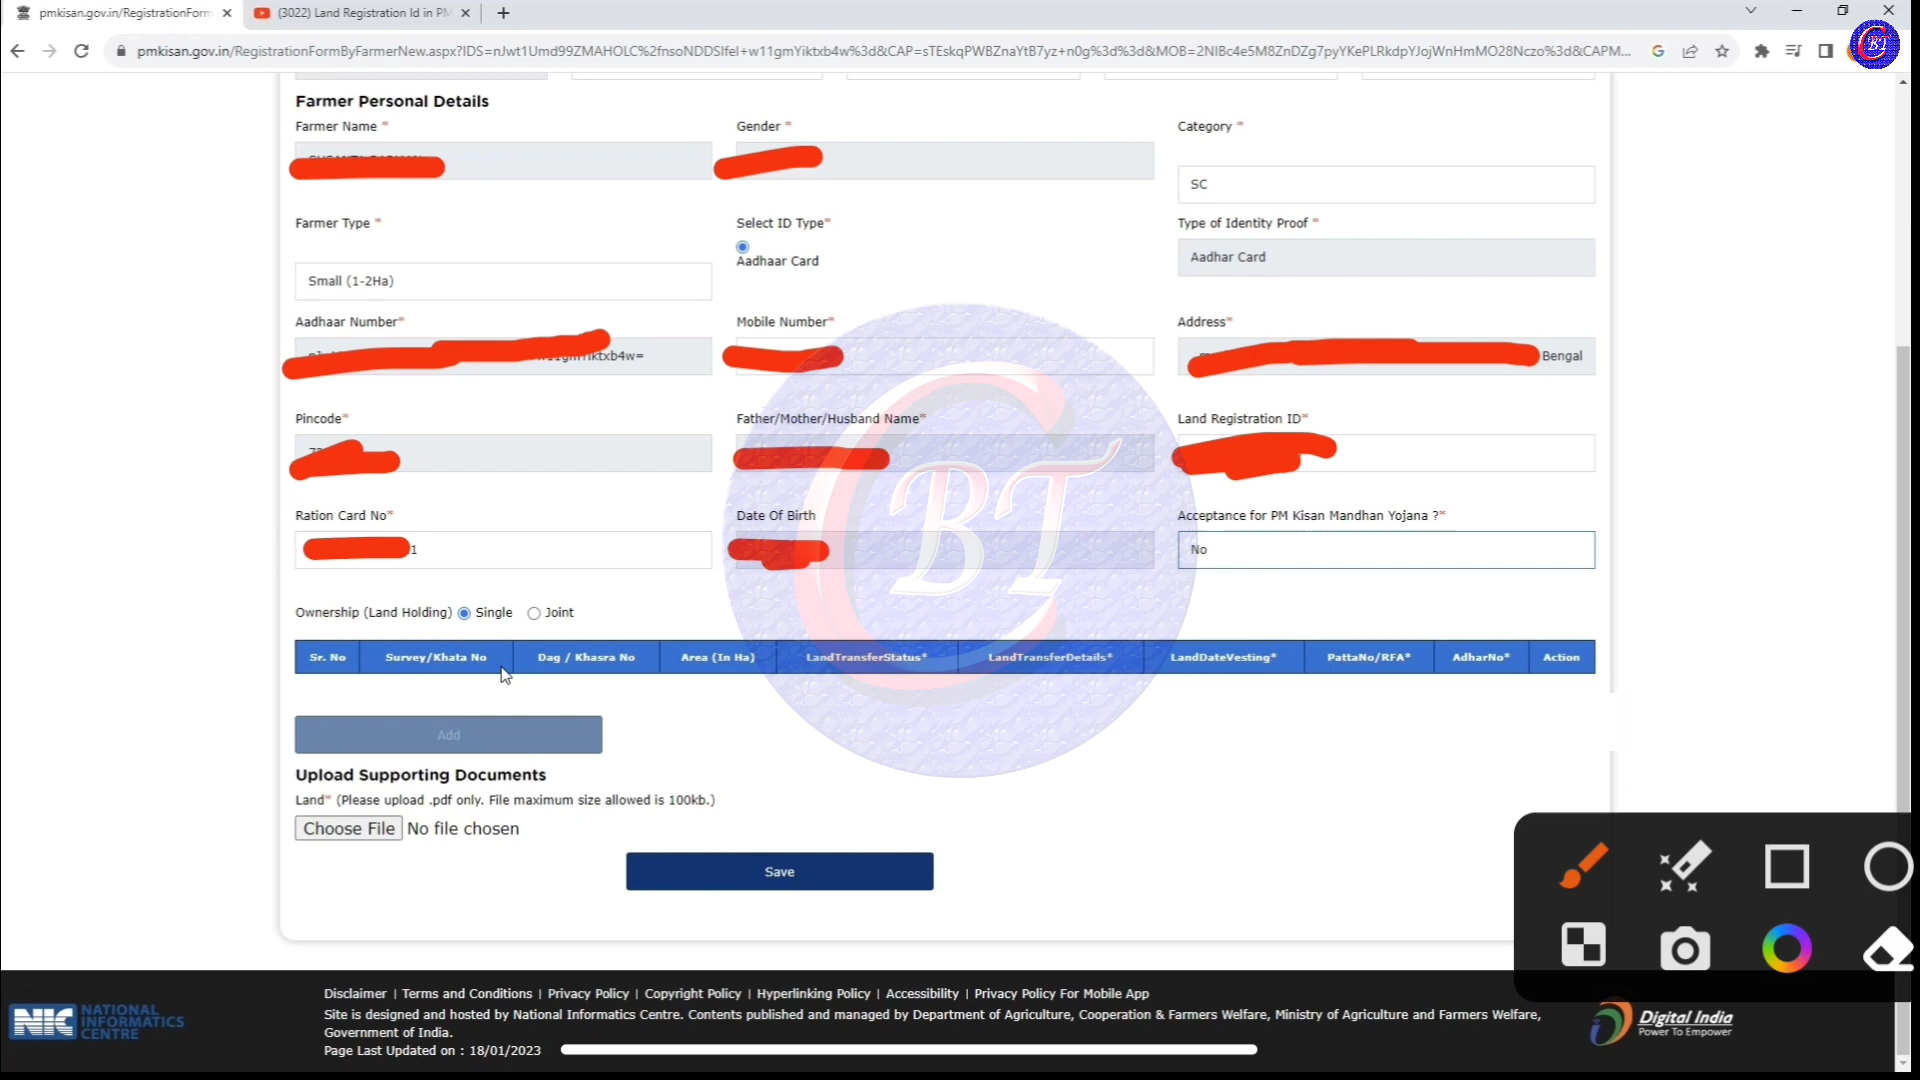 pmkisan.gov.in/RegistrationForm
(3022) Land Registration Id in PM
pmkisan.gov.in/RegistrationFormByFarmerNew.aspx?IDS=nJwt1Umd99ZMAHOLC%2fnsoNDDSIfeI+w11gmYiktxb4w%3d&CAP=sTEskqPWBZnaYtB7yz+n0g%3d%3d&MOB=2NIBc4e5M8ZnDZg7pyYKePLRkdpYJojWnHmMO28Nczo%3d&CAPM...
CBT
Farmer Personal Details
Farmer Name * Gender * Category *
SC
Farmer Type * Select ID Type* Type of Identity Proof *
Aadhaar Card Aadhar Card
Small (1-2Ha)
Aadhaar Number* Mobile Number* Address*
iktxb4w= Bengal
Pincode* Father/Mother/Husband Name* Land Registration ID*
Ration Card No* Date Of Birth Acceptance for PM Kisan Mandhan Yojana ?*
1 No
Ownership (Land Holding) Single Joint
Sr. No Survey/Khata No Dag / Khasra No Area (In Ha) LandTransferStatus* LandTransferDetails* LandDateVesting* PattaNo/RFA* AdharNo* Action
CBT
Add
Upload Supporting Documents
Land* (Please upload .pdf only. File maximum size allowed is 100kb.)
Choose File No file chosen
Save
Disclaimer | Terms and Conditions | Privacy Policy | Copyright Policy | Hyperlinking Policy | Accessibility | Privacy Policy For Mobile App
Site is designed and hosted by National Informatics Centre. Contents published and managed by Department of Agriculture, Cooperation & Farmers Welfare, Ministry of Agriculture and Farmers Welfare,
Government of India.
Page Last Updated on : 18/01/2023
NIC NATIONAL INFORMATICS CENTRE
Digital India
Power To Empower